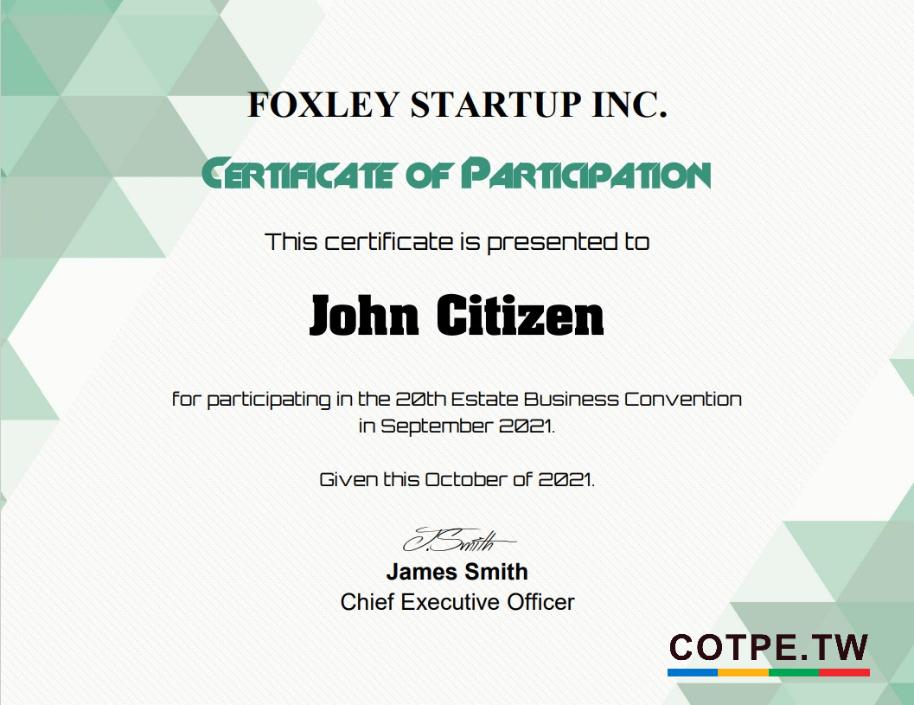 FOXLEY STARTUP INC.
Certificate of Participation
This certificate is presented to
John Citizen
for participating in the 20th Estate Business Convention
in September 2021.
Given this October of 2021.
J.Smith
James Smith
Chief Executive Officer
COTPE.TW